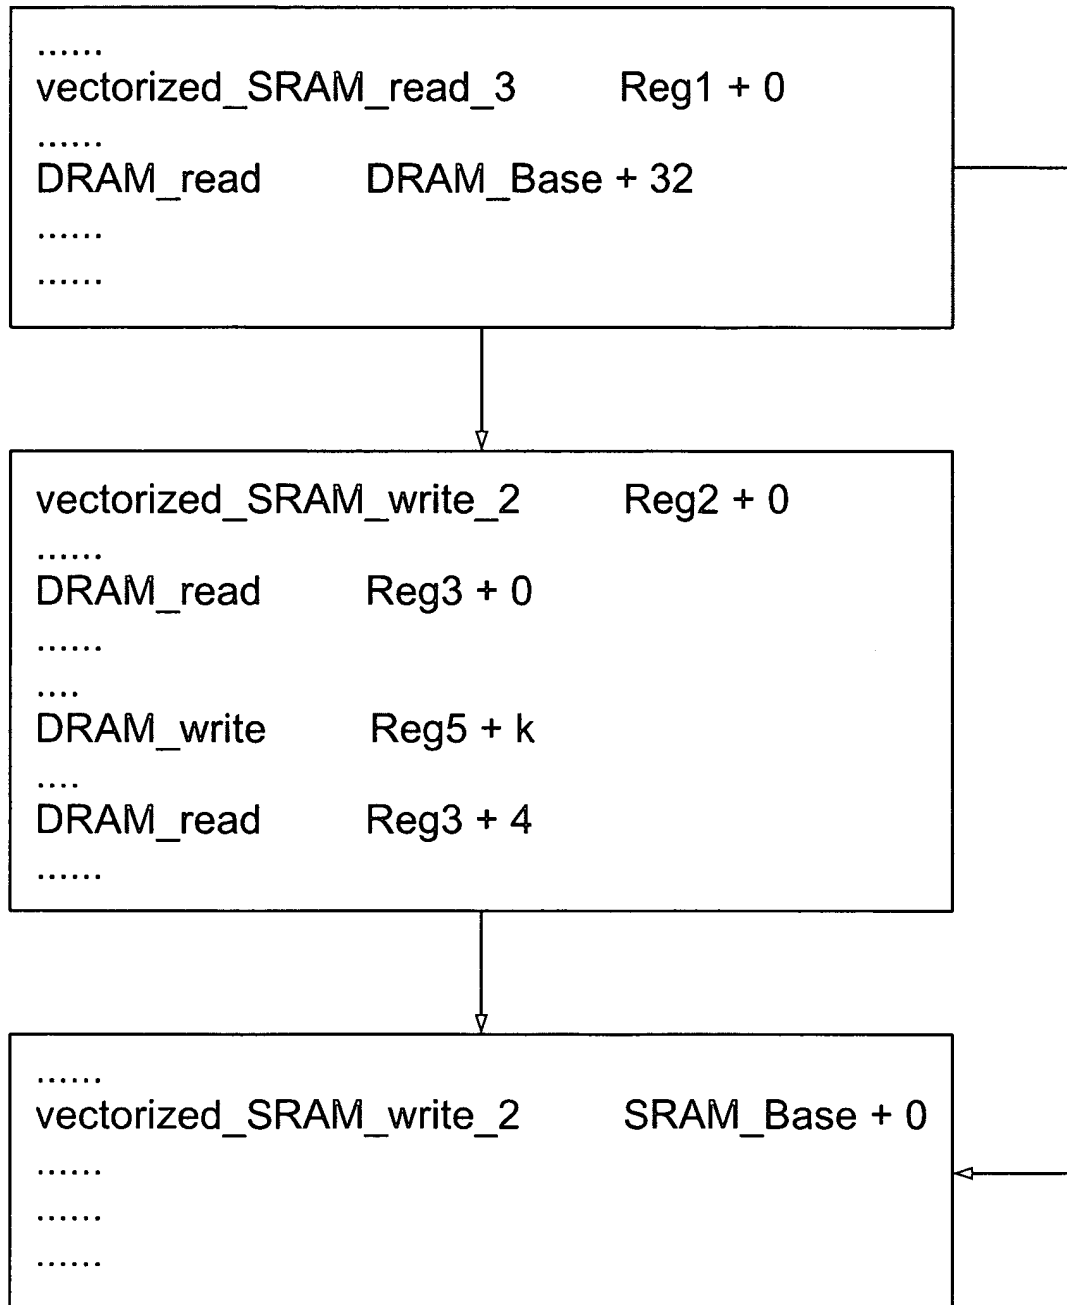 ......
vectorized_SRAM_read_3 Reg1 + 0
......
DRAM_read DRAM_Base + 32
......
......
vectorized_SRAM_write_2 Reg2 + 0
......
DRAM_read Reg3 + 0
......
....
DRAM_write Reg5 + k
....
DRAM_read Reg3 + 4
......
......
vectorized_SRAM_write_2 SRAM_Base + 0
......
......
......